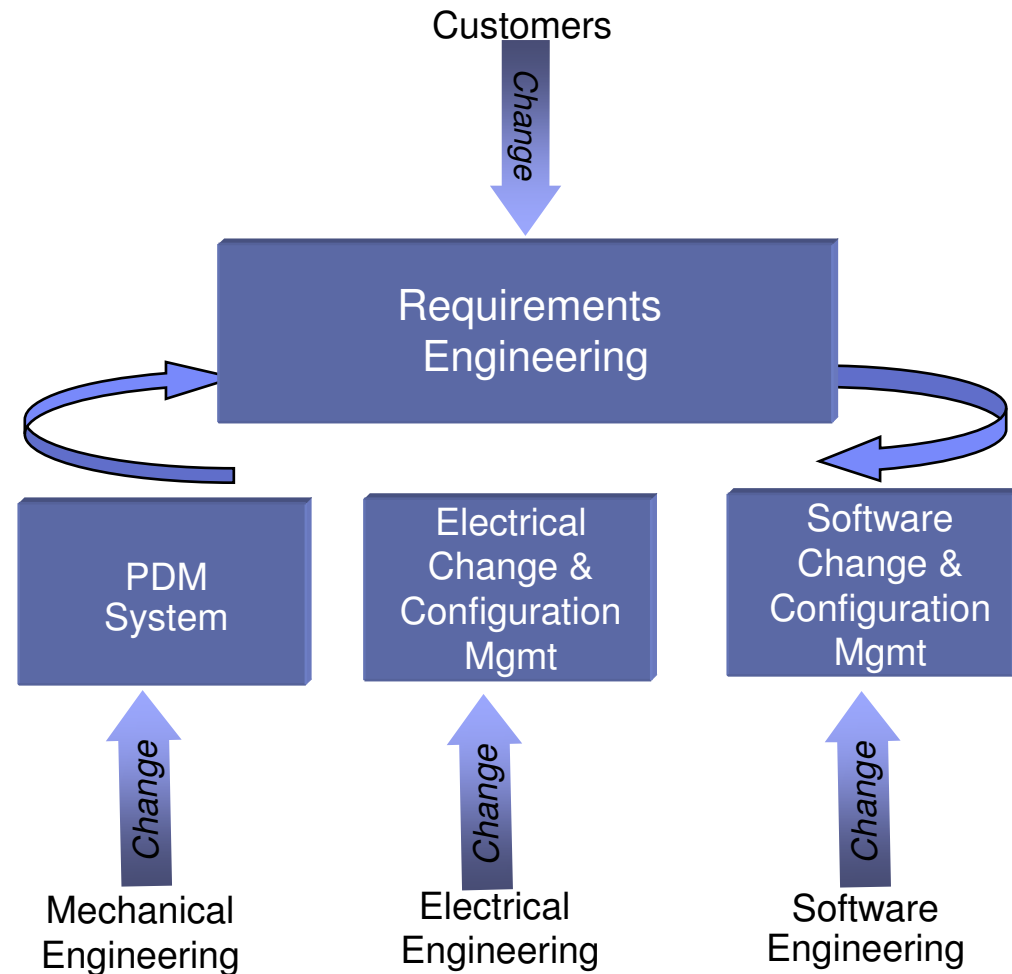 Customers
Change
Requirements
Engineering
PDM
System
Electrical
Change &
Configuration
Mgmt
Software
Change &
Configuration
Mgmt
Change
Change
Change
Mechanical
Engineering
Electrical
Engineering
Software
Engineering